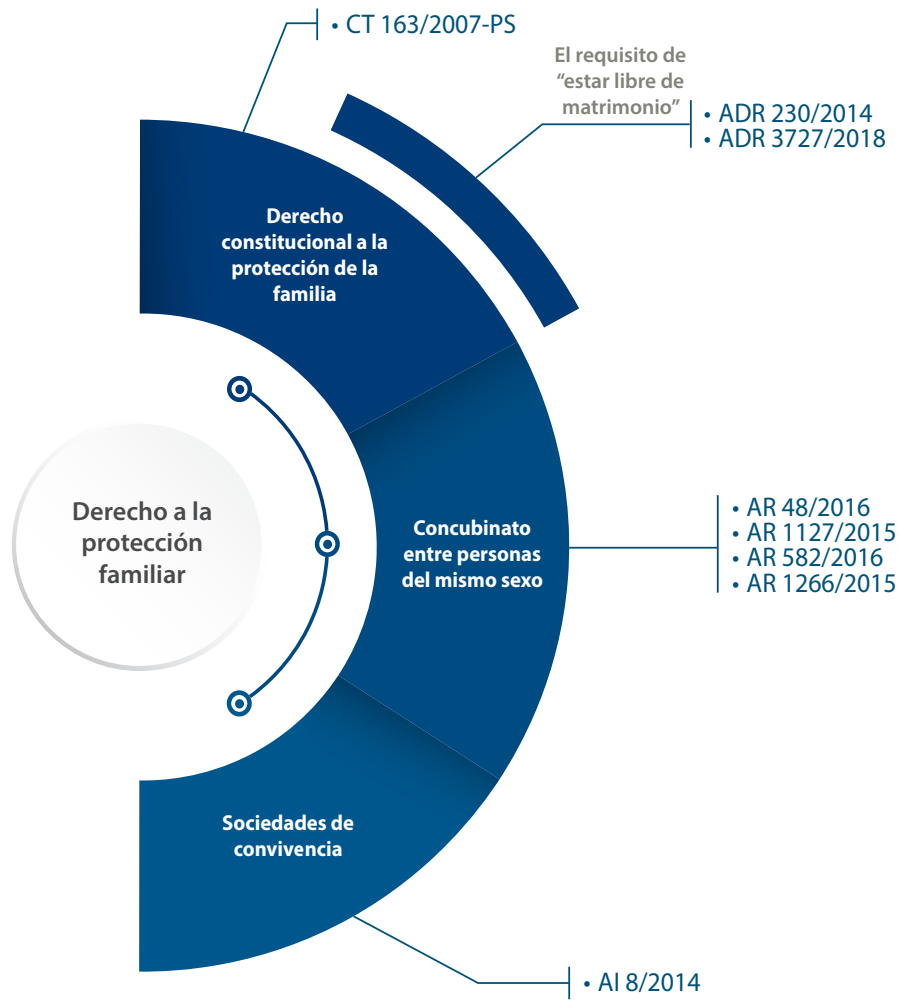 • CT 163/2007-PS
El requisito de
“estar libre de
matrimonio”
• ADR 230/2014
• ADR 3727/2018
Derecho
constitucional a la
protección de la
familia
Derecho a la
protección
familiar
Concubinato
entre personas
del mismo sexo
• AR 48/2016
• AR 1127/2015
• AR 582/2016
• AR 1266/2015
Sociedades de
convivencia
• AI 8/2014